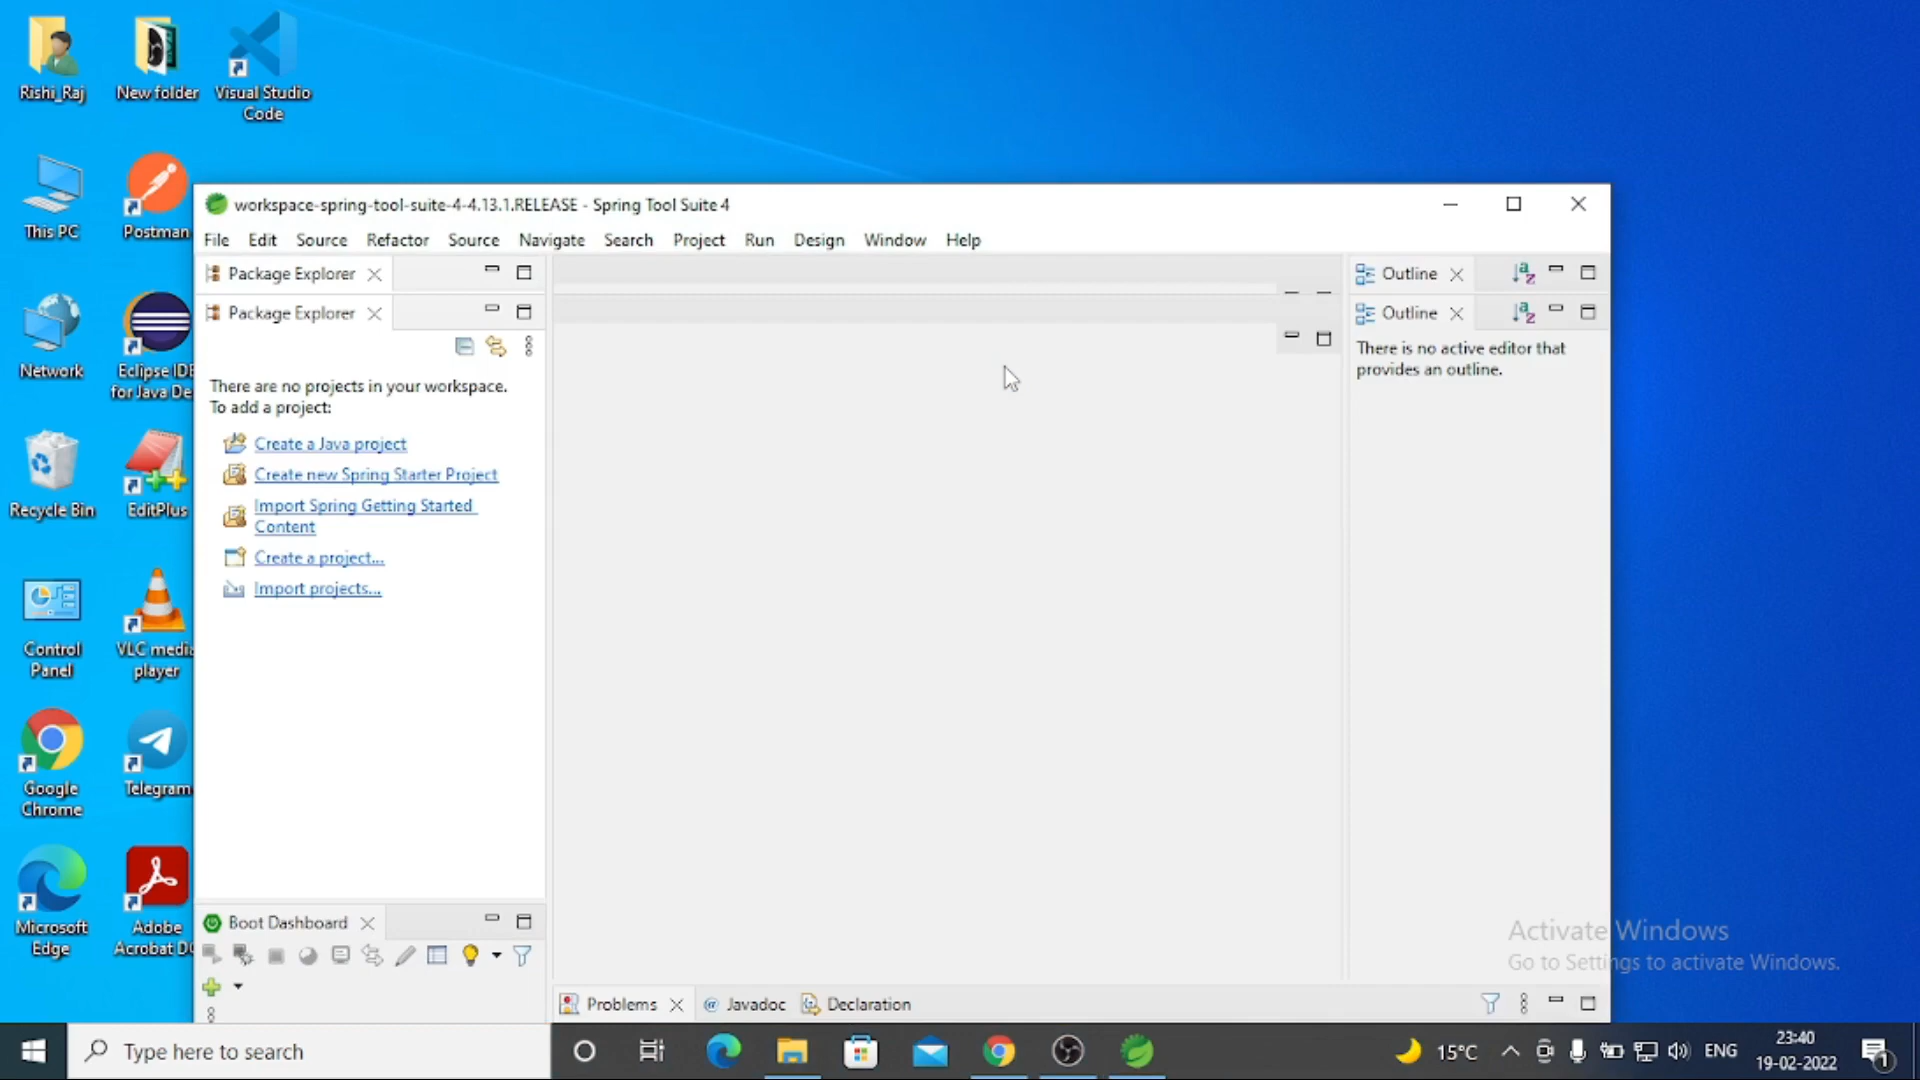 Rishi_Raj
New folder
Visual Studio
Code
This PC
Postman
Network
Eclipse IDE
for Java De
Recycle Bin
EditPlus
Control
Panel
VLC media
player
Google
Chrome
Telegram
Microsoft
Edge
Adobe
Acrobat DC
workspace-spring-tool-suite-4-4.13.1.RELEASE - Spring Tool Suite 4
File Edit Source Refactor Source Navigate Search Project Run Design Window Help
Package Explorer
Outline
Package Explorer
Outline
There is no active editor that
provides an outline.
There are no projects in your workspace.
To add a project:
Create a Java project
Create new Spring Starter Project
Import Spring Getting Started
Content
Create a project...
Import projects...
Boot Dashboard
Problems @ Javadoc Declaration
Activate Windows
Go to Settings to activate Windows.
Type here to search
15°C
ENG
23:40
19-02-2022
1